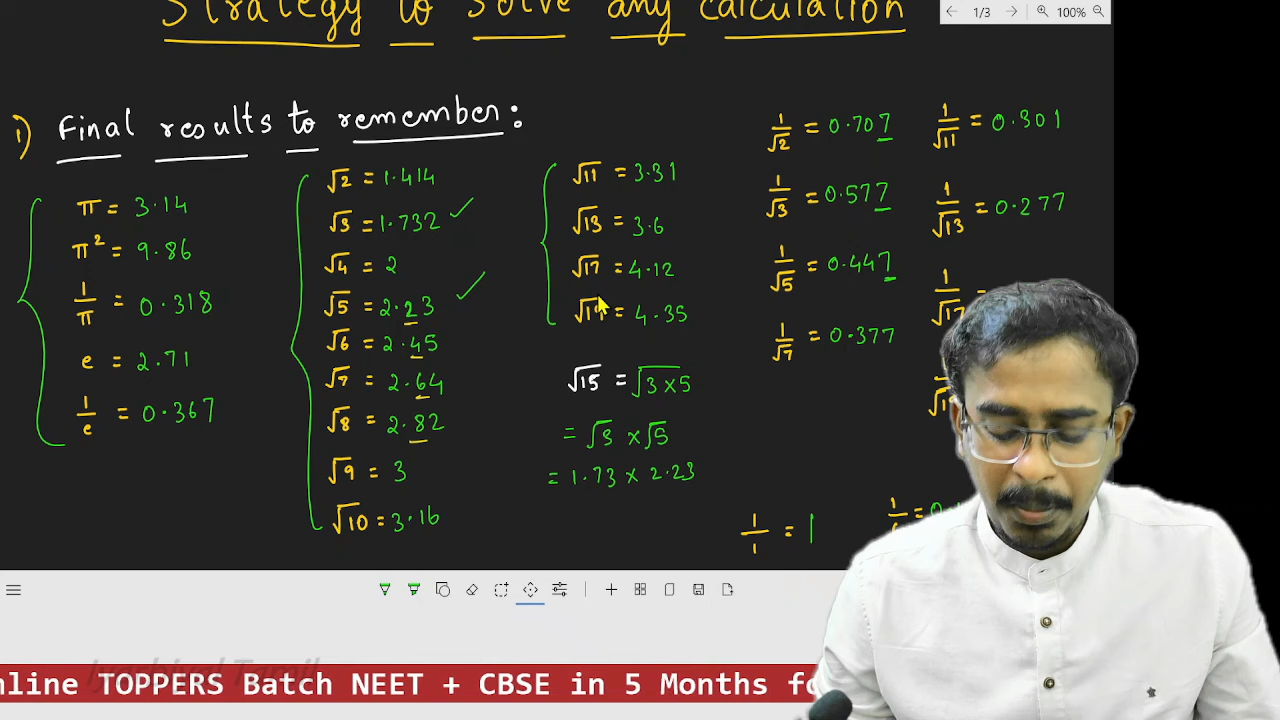 Strategy to solve any calculation
1/3
100%
1) Final results to remember:
π = 3.14
π² = 9.86
1/π = 0.318
e = 2.71
1/e = 0.367
√2 = 1.414
√3 = 1.732 ✓
√4 = 2
√5 = 2.23 ✓
√6 = 2.45
√7 = 2.64
√8 = 2.82
√9 = 3
√10 = 3.16
√11 = 3.31
√13 = 3.6
√17 = 4.12
= 4.35
√15 = √3×5
= √3 × √5
= 1.73 × 2.23
1/√2 = 0.707
1/√3 = 0.577
1/√5 = 0.447
1/√7 = 0.377
1/√11 = 0.301
1/√13 = 0.277
1/√17 =
1/1 = 1
Iyarbiyal Tamil
nline TOPPERS Batch NEET + CBSE in 5 Months fo